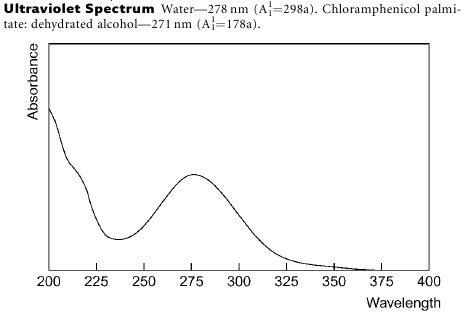 Ultraviolet Spectrum Water—278 nm (A¹₁=298a). Chloramphenicol palmi-
tate: dehydrated alcohol—271 nm (A¹₁=178a).
Absorbance
200 225 250 275 300 325 350 375 400
Wavelength